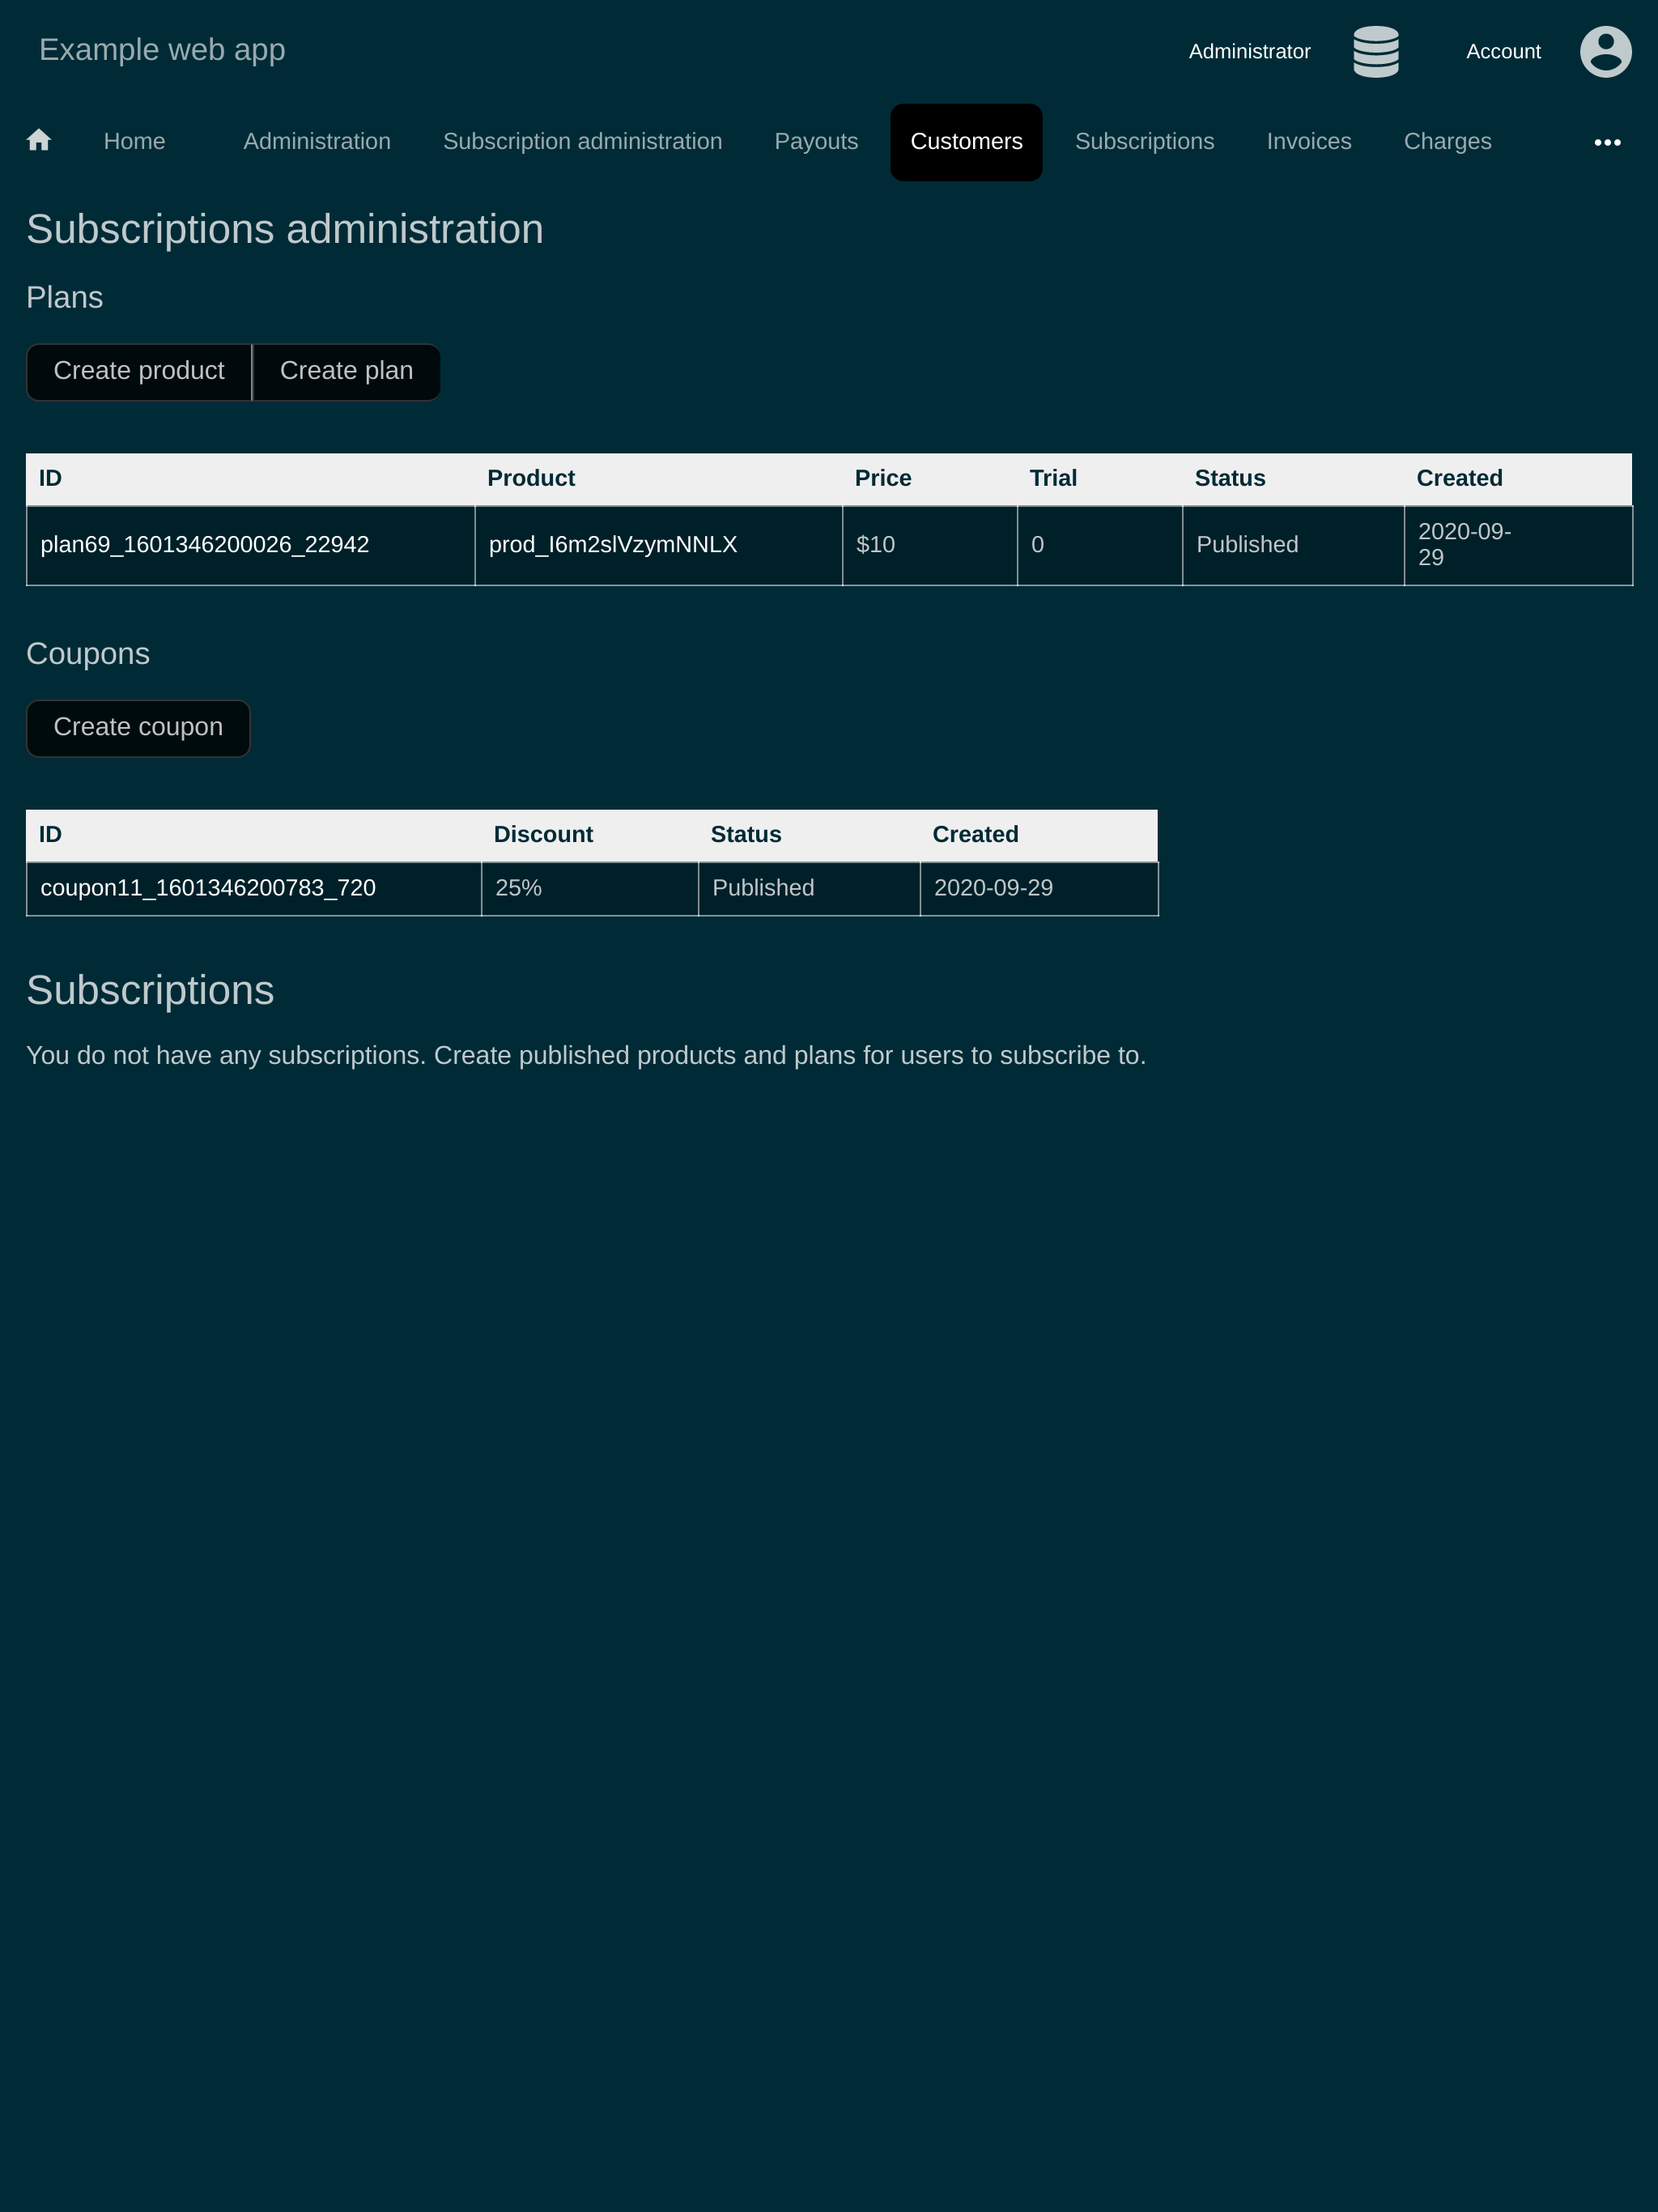 Example web app
Administrator
Account
Home Administration Subscription administration Payouts Customers Subscriptions Invoices Charges
Subscriptions administration
Plans
Create product Create plan
ID Product Price Trial Status Created
plan69_1601346200026_22942 prod_I6m2slVzymNNLX $10 0 Published 2020-09-
29
Coupons
Create coupon
ID Discount Status Created
coupon11_1601346200783_720 25% Published 2020-09-29
Subscriptions
You do not have any subscriptions. Create published products and plans for users to subscribe to.